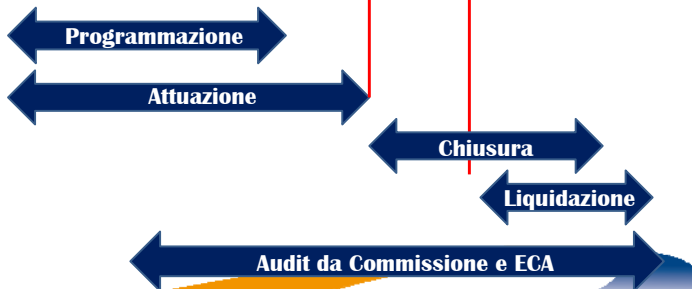 Programmazione
Attuazione
Chiusura
Liquidazione
Audit da Commissione e ECA